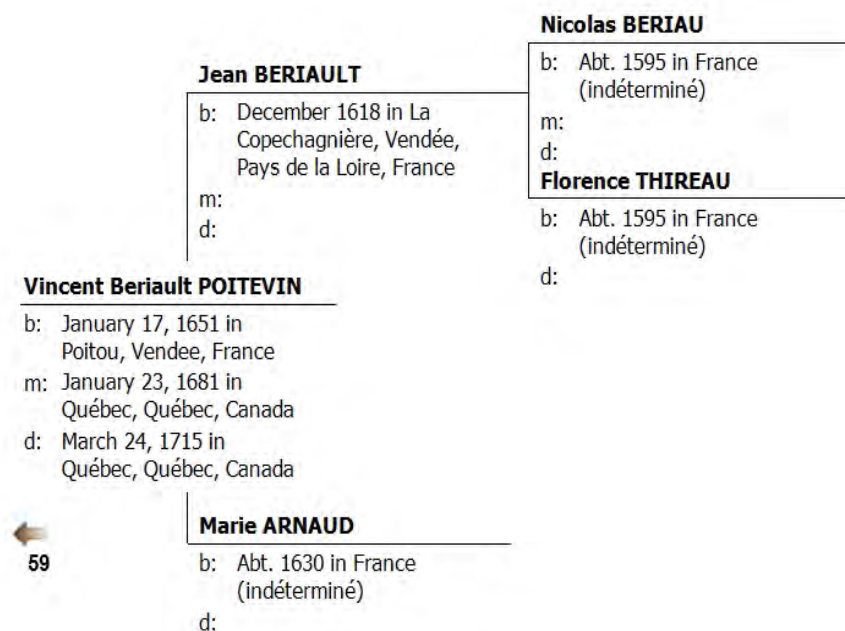 Nicolas BERIAU
b: Abt. 1595 in France
(indéterminé)
m:
d:
Jean BERIAULT
b: December 1618 in La
Copechagnière, Vendée,
Pays de la Loire, France
m:
d:
Florence THIREAU
b: Abt. 1595 in France
(indéterminé)
d:
Vincent Beriault POITEVIN
b: January 17, 1651 in
Poitou, Vendee, France
m: January 23, 1681 in
Québec, Québec, Canada
d: March 24, 1715 in
Québec, Québec, Canada
59
Marie ARNAUD
b: Abt. 1630 in France
(indéterminé)
d: